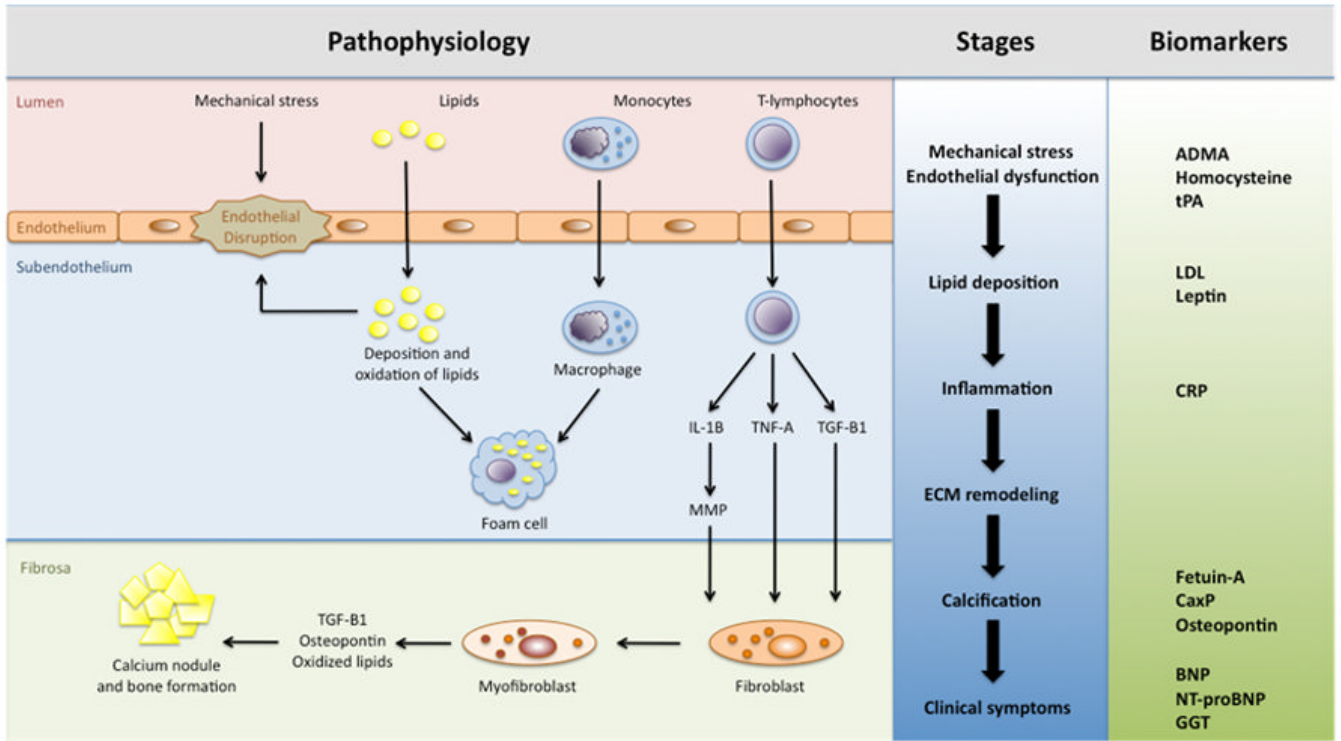 Pathophysiology
Stages
Biomarkers
Lumen
Mechanical stress
Lipids
Monocytes
T-lymphocytes
Endothelium
Endothelial
Disruption
Subendothelium
Deposition and
oxidation of lipids
Macrophage
IL-1B
TNF-A
TGF-B1
MMP
Foam cell
Fibrosa
Calcium nodule
and bone formation
TGF-B1
Osteopontin
Oxidized lipids
Myofibroblast
Fibroblast
Mechanical stress
Endothelial dysfunction
Lipid deposition
Inflammation
ECM remodeling
Calcification
Clinical symptoms
ADMA
Homocysteine
tPA
LDL
Leptin
CRP
Fetuin-A
CaxP
Osteopontin
BNP
NT-proBNP
GGT